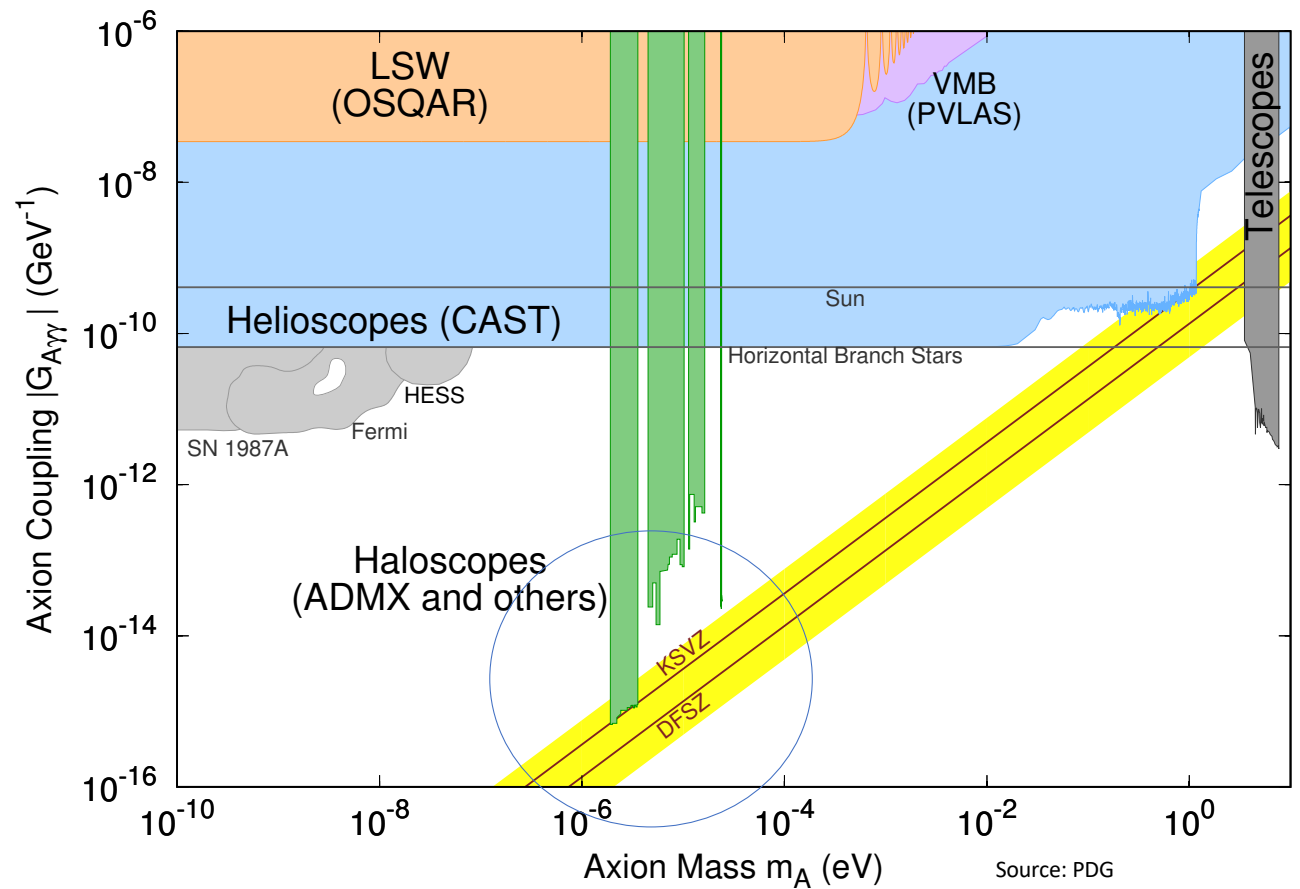 10⁻⁶
10⁻⁸
10⁻¹⁰
10⁻¹²
10⁻¹⁴
10⁻¹⁶
Axion Coupling |G_Aγγ | (GeV⁻¹)
LSW
(OSQAR)
VMB
(PVLAS)
Telescopes
Helioscopes (CAST)
Sun
Horizontal Branch Stars
HESS
Fermi
SN 1987A
Haloscopes
(ADMX and others)
KSVZ
DFSZ
10⁻¹⁰
10⁻⁸
10⁻⁶
10⁻⁴
10⁻²
10⁰
Axion Mass m_A (eV)
Source: PDG